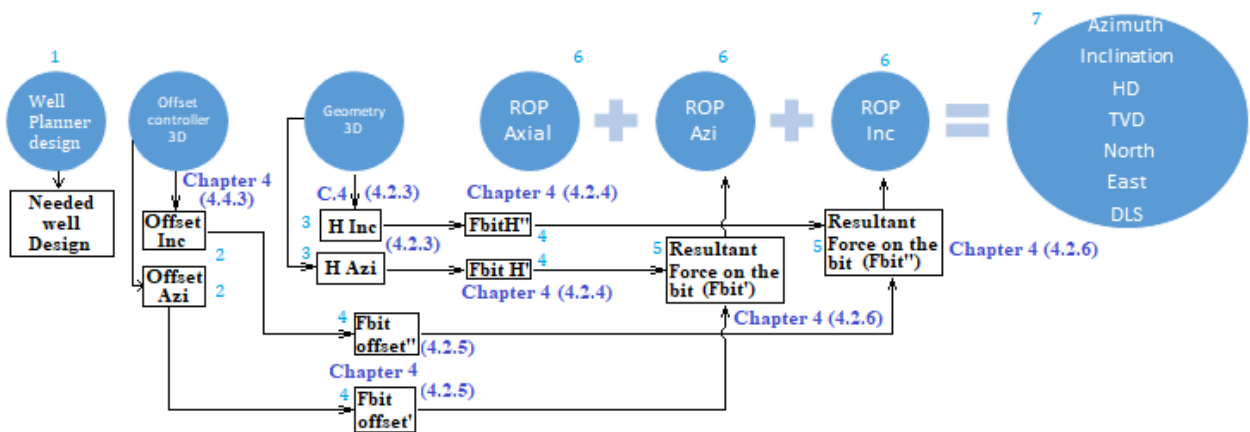 1
Well
Planner
design
Needed
well
Design
Offset
controller
3D
Chapter 4
(4.4.3)
Offset
Inc
2
Offset
Azi
2
Geometry
3D
C.4 (4.2.3)
3
H Inc
(4.2.3)
3
H Azi
Chapter 4 (4.2.4)
FbitH"
4
Fbit H'
4
Chapter 4 (4.2.4)
4
Fbit
offset"
(4.2.5)
Chapter 4
4
Fbit
offset'
(4.2.5)
6
ROP
Axial
+
6
ROP
Azi
+
6
ROP
Inc
=
5
Resultant
Force on the
bit (Fbit')
Chapter 4 (4.2.6)
Resultant
Force on the
5
bit (Fbit")
Chapter 4 (4.2.6)
7
Azimuth
Inclination
HD
TVD
North
East
DLS